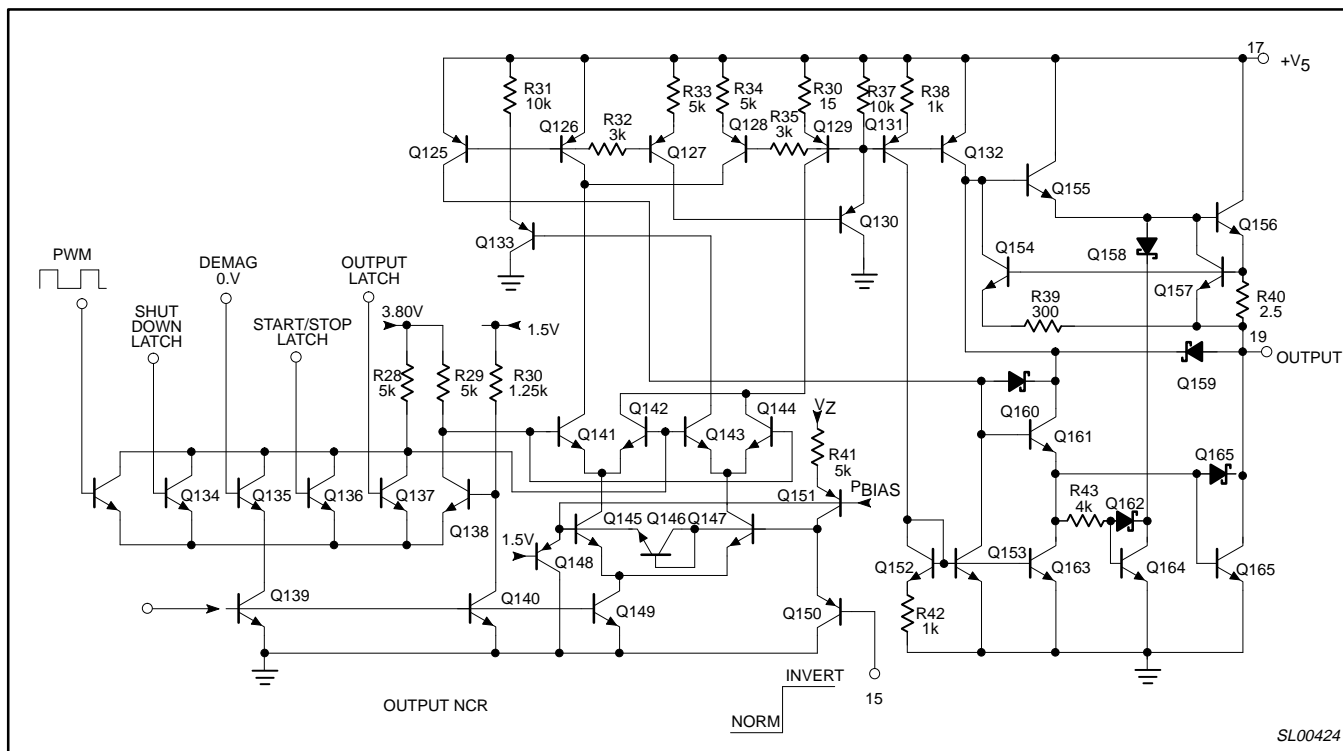 17
+V5
R31
10k
R33
5k
R34
5k
R30
15
R37
10k
R38
1k
Q126
R32
3k
Q128
R35
3k
Q129
Q131
Q125
Q127
Q132
Q155
Q130
Q133
Q156
Q154
Q158
Q157
R40
2.5
R39
300
19
OUTPUT
Q159
PWM
DEMAG
0.V
OUTPUT
LATCH
SHUT
DOWN
LATCH
START/STOP
LATCH
3.80V
1.5V
R28
5k
R29
5k
R30
1.25k
Q142
Q144
VZ
Q141
Q143
Q160
Q161
R41
5k
Q165
Q151
PBIAS
R43
4k
Q162
Q134
Q135
Q136
Q137
Q138
Q145
Q146
Q147
1.5V
Q148
Q152
Q153
Q163
Q164
Q165
Q139
Q140
Q149
Q150
R42
1k
INVERT
15
OUTPUT NCR
NORM
SL00424